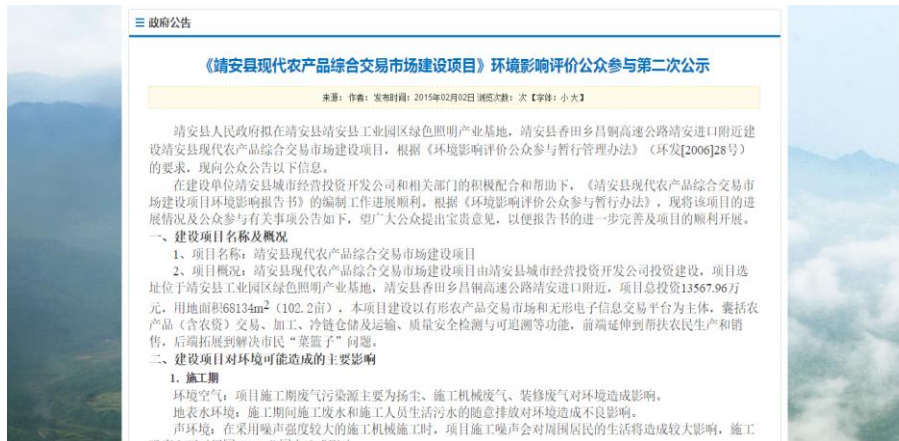 政府公告
《靖安县现代农产品综合交易市场建设项目》环境影响评价公众参与第二次公示
来源： 作者： 发布时间：2015年02月02日 浏览次数： 次【字体：小 大】
靖安县人民政府拟在靖安县靖安县工业园区绿色照明产业基地，靖安县香田乡昌铜高速公路靖安进口附近建
设靖安县现代农产品综合交易市场建设项目，根据《环境影响评价公众参与暂行管理办法》（环发[2006]28号）
的要求，现向公众公告以下信息。
在建设单位靖安县城市经营投资开发公司和相关部门的积极配合和帮助下，《靖安县现代农产品综合交易市
场建设项目环境影响报告书》的编制工作进展顺利。根据《环境影响评价公众参与暂行办法》，现将该项目的进
展情况及公众参与有关事项公告如下，望广大公众提出宝贵意见，以便报告书的进一步完善及项目的顺利开展。
一、建设项目名称及概况
1、项目名称：靖安县现代农产品综合交易市场建设项目
2、项目概况：靖安县现代农产品综合交易市场建设项目由靖安县城市经营投资开发公司投资建设，项目选
址位于靖安县工业园区绿色照明产业基地，靖安县香田乡昌铜高速公路靖安进口附近，项目总投资13567.96万
元，用地面积68134m²（102.2亩），本项目建设以有形农产品交易市场和无形电子信息交易平台为主体，囊括农
产品（含农资）交易、加工、冷链仓储及运输、质量安全检测与可追溯等功能，前端延伸到帮扶农民生产和销
售，后端拓展到解决市民“菜篮子”问题。
二、建设项目对环境可能造成的主要影响
1. 施工期
环境空气：项目施工期废气污染源主要为扬尘、施工机械废气、装修废气对环境造成影响。
地表水环境：施工期间施工废水和施工人员生活污水的随意排放对环境造成不良影响。
声环境：在采用噪声强度较大的施工机械施工时，项目施工噪声会对周围居民的生活将造成较大影响，施工